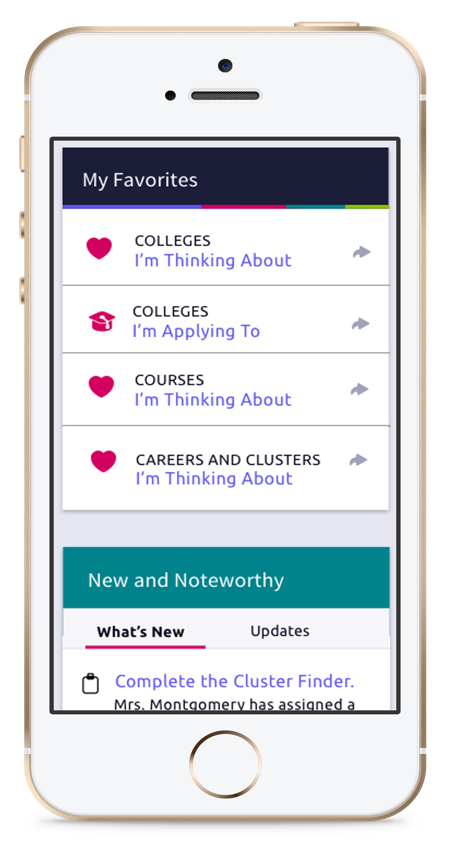 My Favorites
COLLEGES
I'm Thinking About
COLLEGES
I'm Applying To
COURSES
I'm Thinking About
CAREERS AND CLUSTERS
I'm Thinking About
New and Noteworthy
What's New
Updates
Complete the Cluster Finder.
Mrs. Montgomery has assigned a